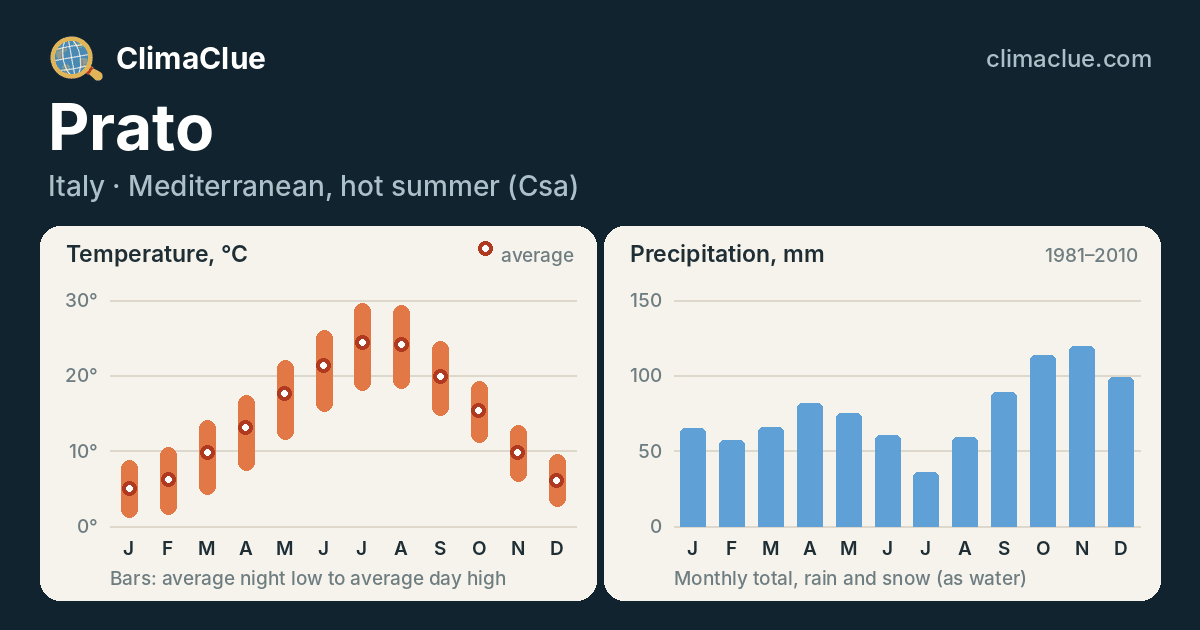 ClimaClue
climaclue.com
Prato
Italy · Mediterranean, hot summer (Csa)
Temperature, °C
average
30°
20°
10°
0°
J F M A M J J A S O N D
Bars: average night low to average day high
Precipitation, mm
1981–2010
150
100
50
0
J F M A M J J A S O N D
Monthly total, rain and snow (as water)